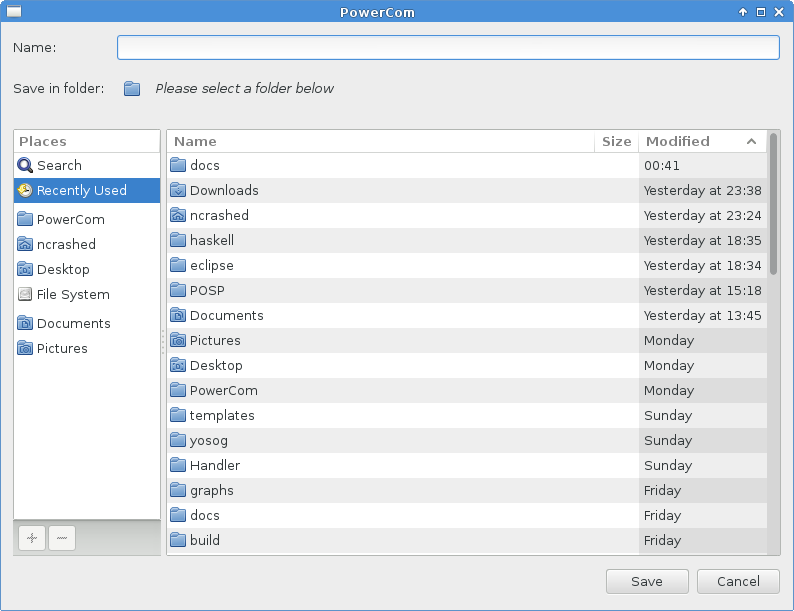 PowerCom
Name:
Save in folder: Please select a folder below
Places
Search
Recently Used
PowerCom
ncrashed
Desktop
File System
Documents
Pictures
Name Size Modified
docs 00:41
Downloads Yesterday at 23:38
ncrashed Yesterday at 23:24
haskell Yesterday at 18:35
eclipse Yesterday at 18:34
POSP Yesterday at 15:18
Documents Yesterday at 13:45
Pictures Monday
Desktop Monday
PowerCom Monday
templates Sunday
yosog Sunday
Handler Sunday
graphs Friday
docs Friday
build Friday
Save Cancel